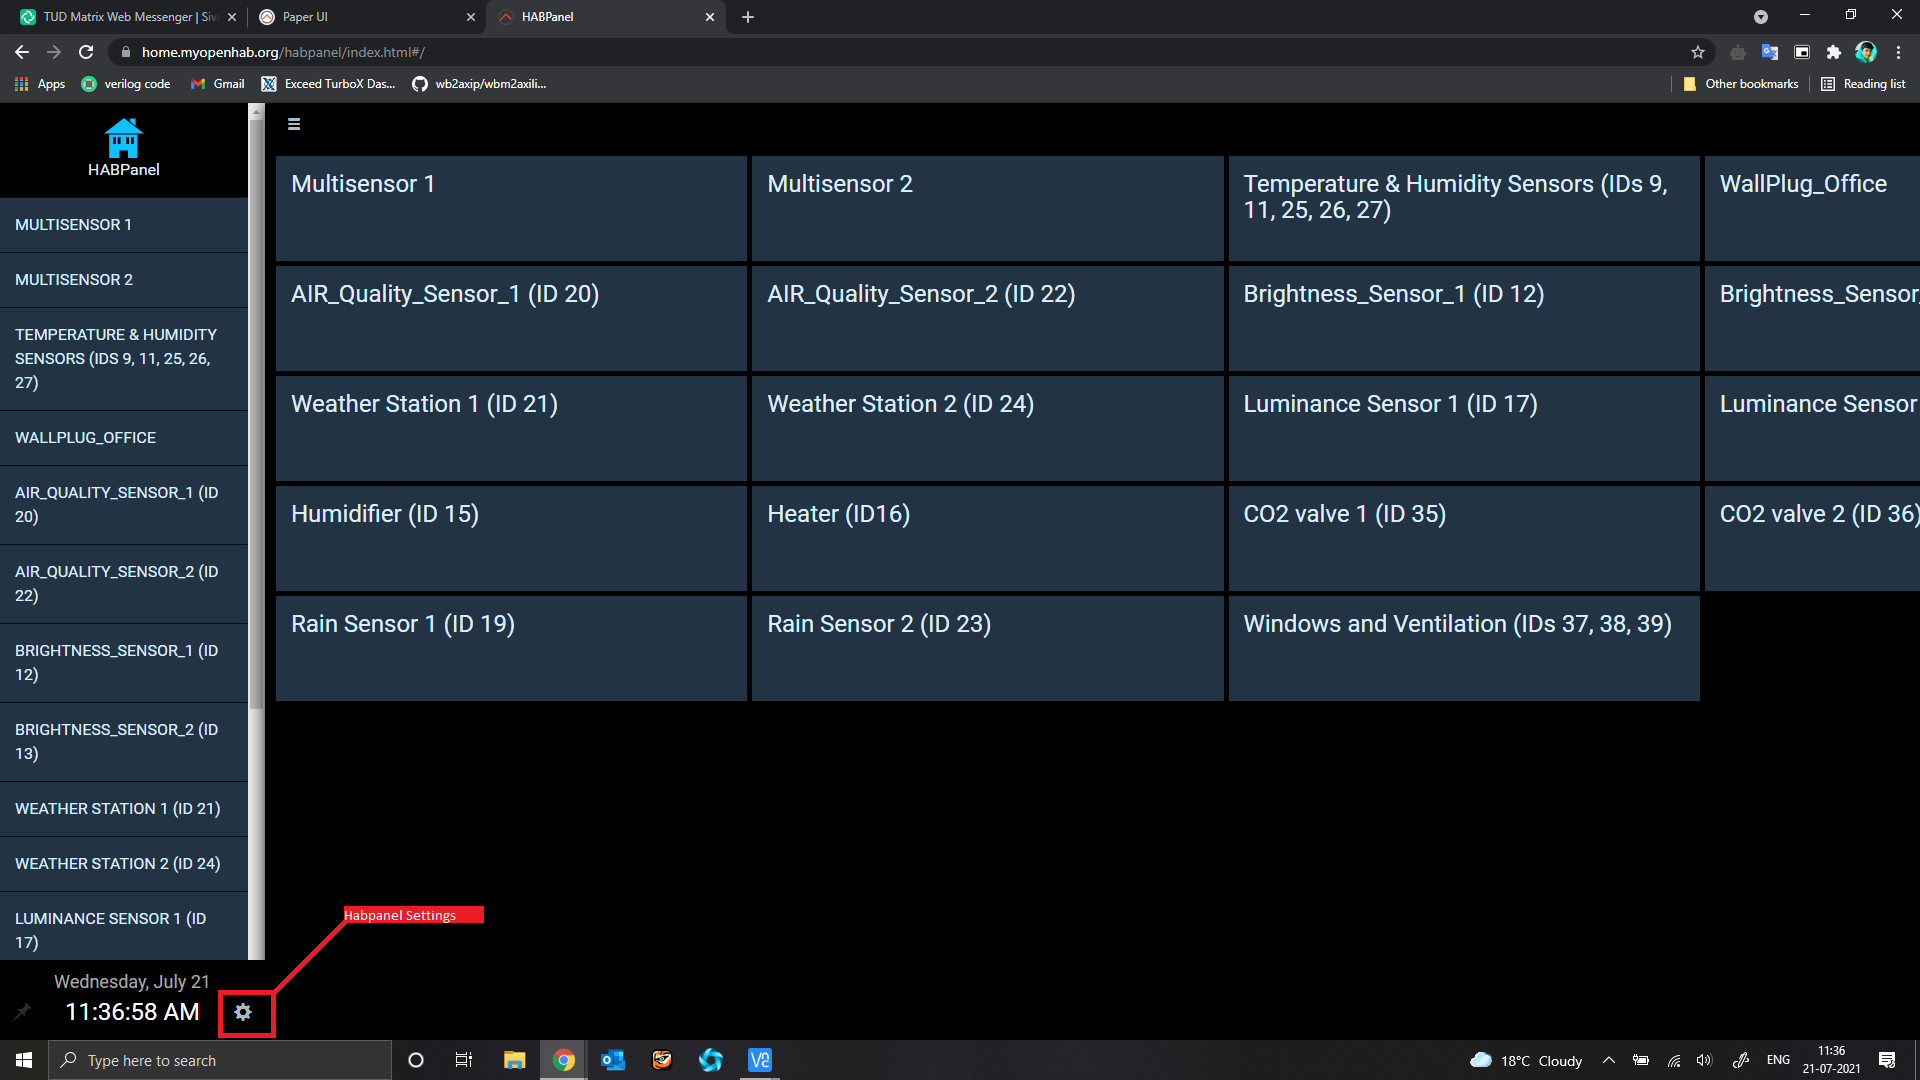 TUD Matrix Web Messenger | Siv
Paper UI
HABPanel
home.myopenhab.org/habpanel/index.html#/
Apps
verilog code
Gmail
Exceed TurboX Das...
wb2axip/wbm2axili...
Other bookmarks
Reading list
HABPanel
MULTISENSOR 1
MULTISENSOR 2
TEMPERATURE & HUMIDITY
SENSORS (IDS 9, 11, 25, 26,
27)
WALLPLUG_OFFICE
AIR_QUALITY_SENSOR_1 (ID
20)
AIR_QUALITY_SENSOR_2 (ID
22)
BRIGHTNESS_SENSOR_1 (ID
12)
BRIGHTNESS_SENSOR_2 (ID
13)
WEATHER STATION 1 (ID 21)
WEATHER STATION 2 (ID 24)
LUMINANCE SENSOR 1 (ID
17)
Wednesday, July 21
11:36:58 AM
Multisensor 1
Multisensor 2
Temperature & Humidity Sensors (IDs 9,
11, 25, 26, 27)
WallPlug_Office
AIR_Quality_Sensor_1 (ID 20)
AIR_Quality_Sensor_2 (ID 22)
Brightness_Sensor_1 (ID 12)
Brightness_Sensor_
Weather Station 1 (ID 21)
Weather Station 2 (ID 24)
Luminance Sensor 1 (ID 17)
Luminance Sensor
Humidifier (ID 15)
Heater (ID16)
CO2 valve 1 (ID 35)
CO2 valve 2 (ID 36)
Rain Sensor 1 (ID 19)
Rain Sensor 2 (ID 23)
Windows and Ventilation (IDs 37, 38, 39)
Habpanel Settings
Type here to search
18°C Cloudy
ENG
11:36
21-07-2021